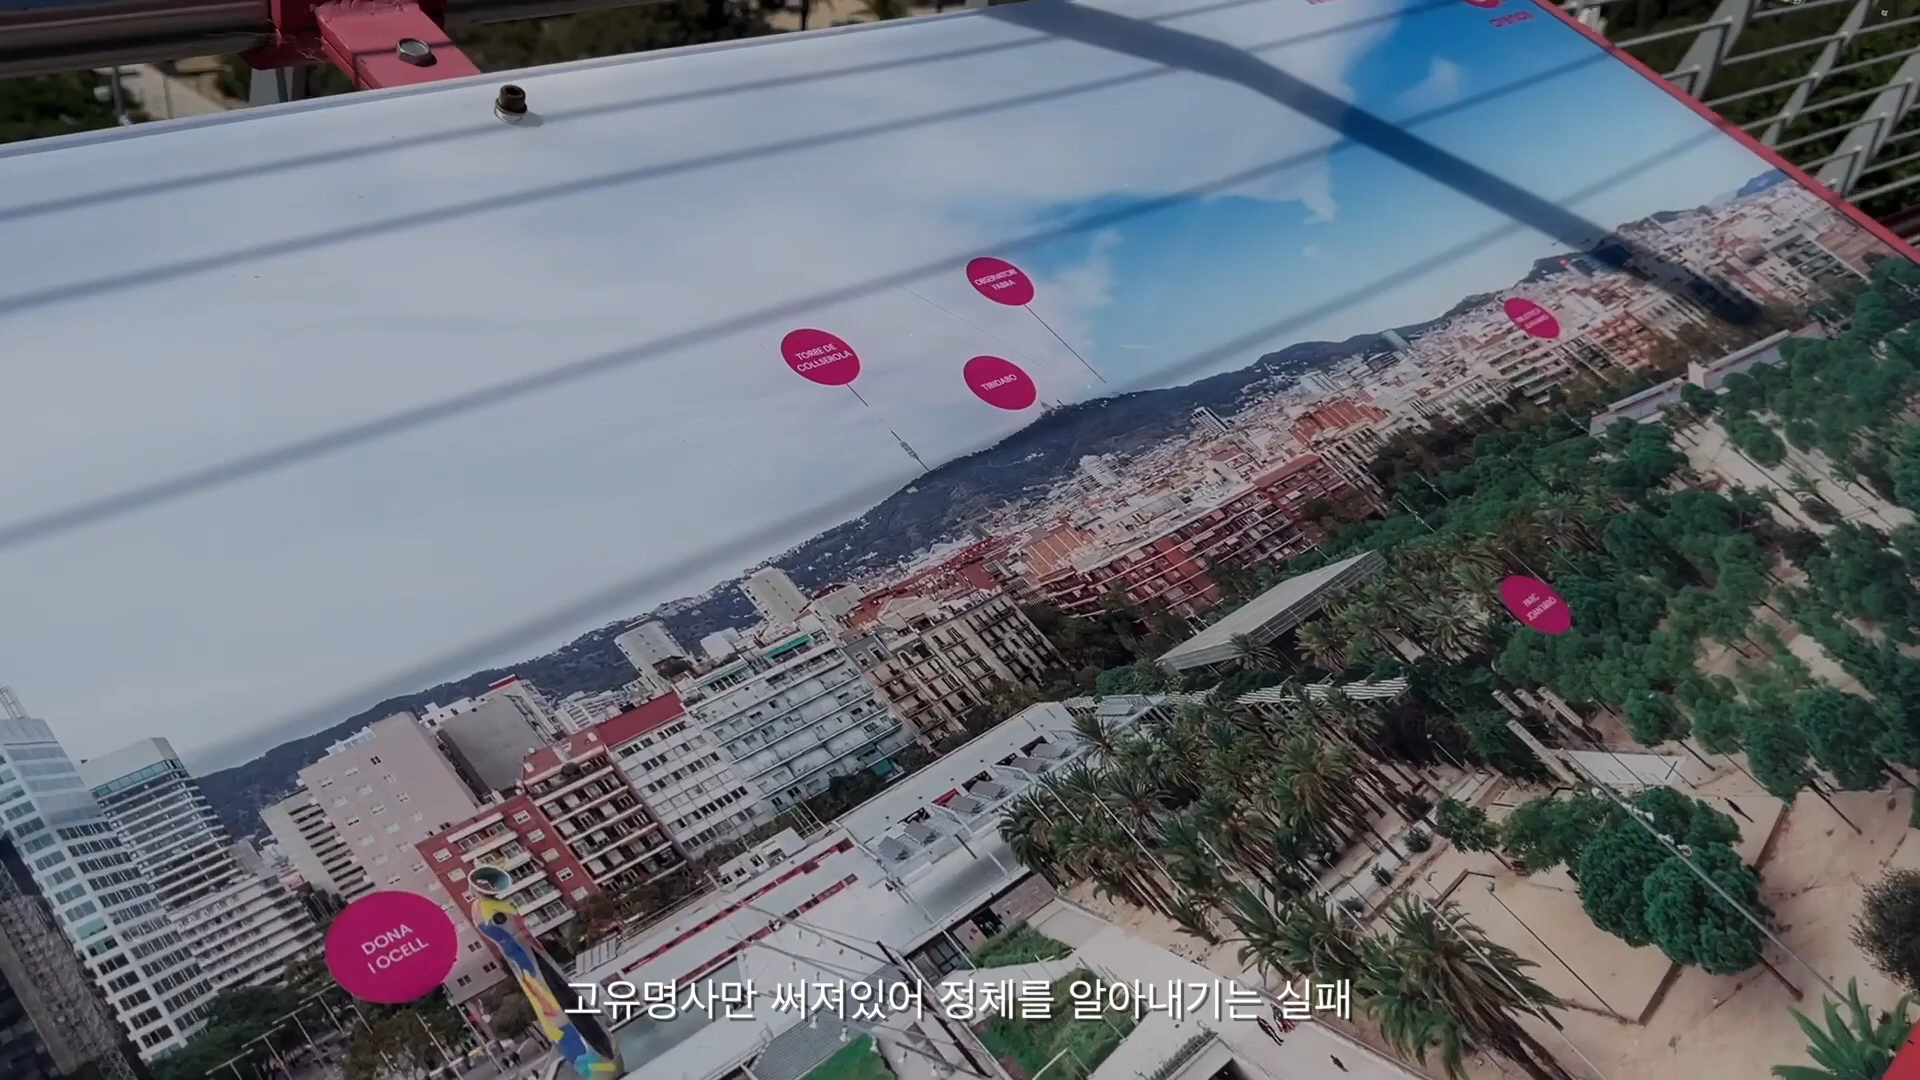 arenas
OBSERVATORI
FABRA
TORRE DE
COLLSEROLA
TIBIDABO
PARC
JOAN MIRÓ
DONA
I OCELL
고유명사만 써져있어 정체를 알아내기는 실패